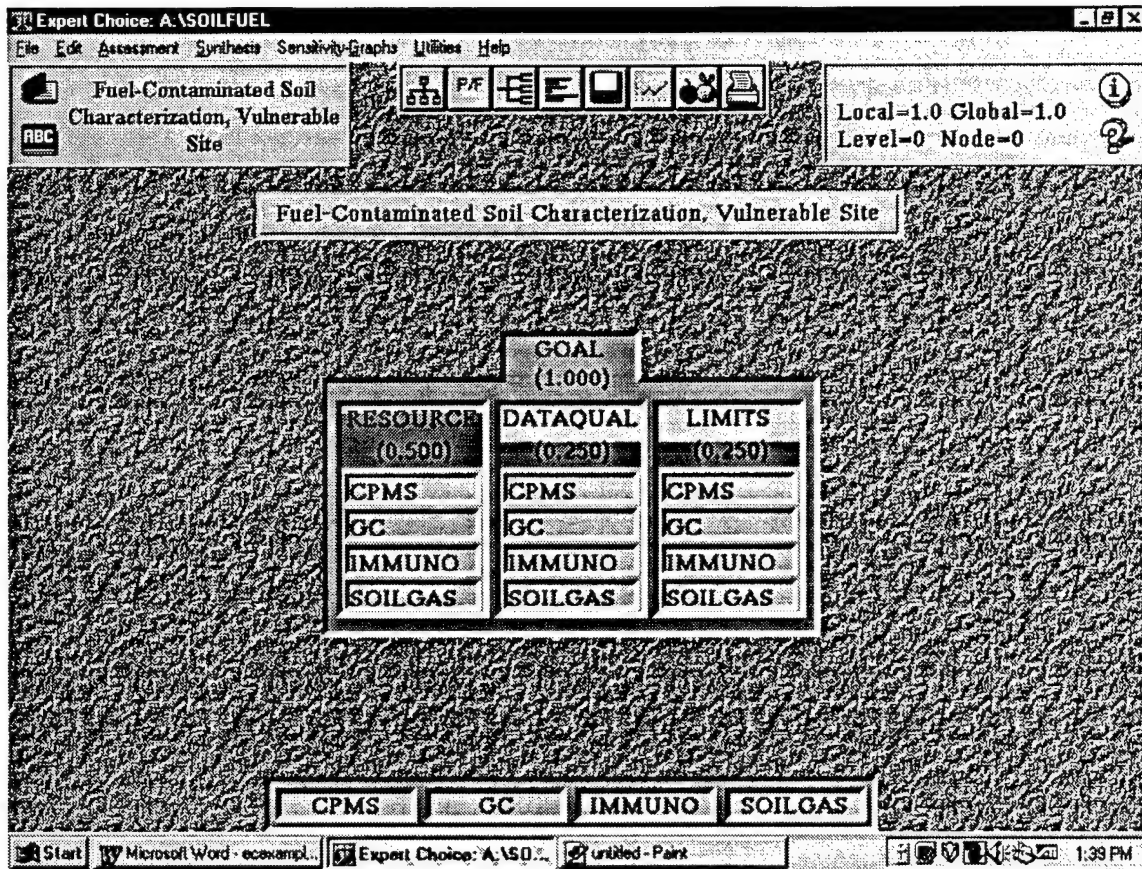 Expert Choice: A:\SOILFUEL
File Edit Assessment Synthesis Sensitivity-Graphs Utilities Help
Fuel-Contaminated Soil
Characterization, Vulnerable
Site
ABC
P/F
Local=1.0 Global=1.0
Level=0 Node=0
Fuel-Contaminated Soil Characterization, Vulnerable Site
GOAL
(1.000)
RESOURCE DATAQUAL LIMITS
(0.500) (0.250) (0.250)
CPMS CPMS CPMS
GC GC GC
IMMUNO IMMUNO IMMUNO
SOILGAS SOILGAS SOILGAS
CPMS GC IMMUNO SOILGAS
Start Microsoft Word - ecexampl... Expert Choice: A:\SO... untitled - Paint 1:39 PM